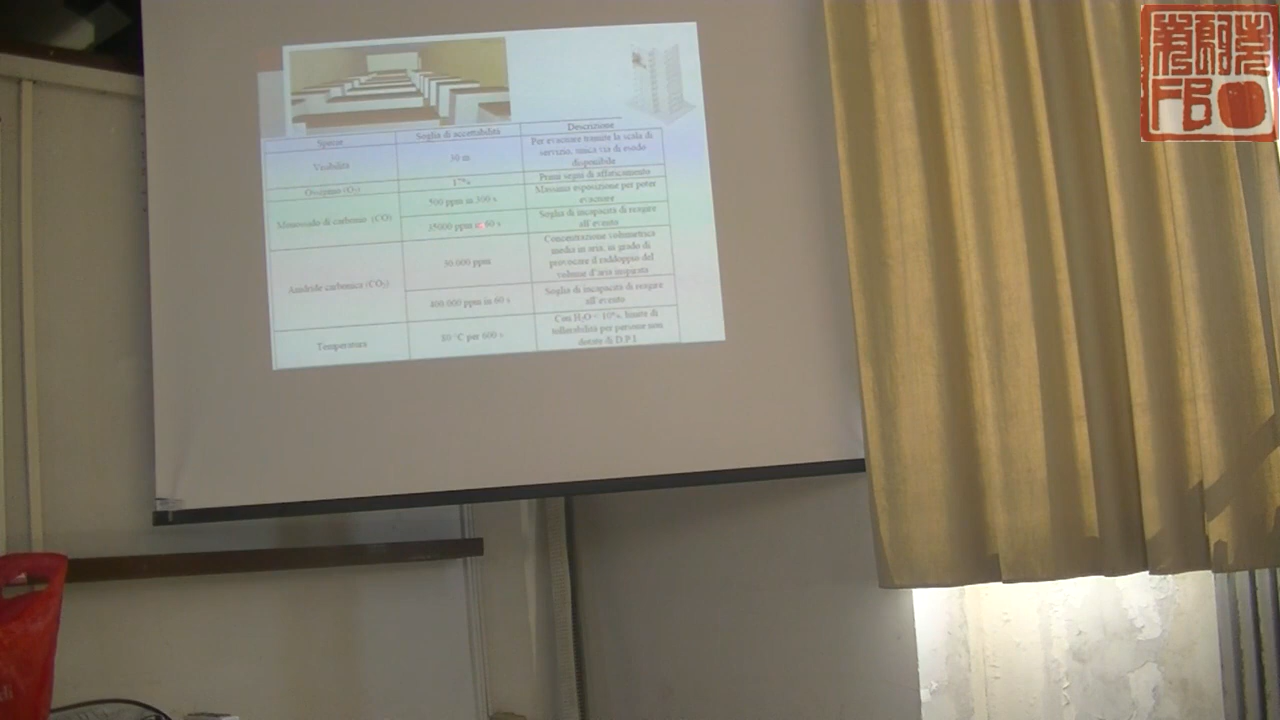 Specie
Soglia di accettabilità
Descrizione
Visibilità
30 m
Per evacuare tramite la scala di
servizio, unica via di esodo
disponibile
Ossigeno (O₂)
17%
Primi segni di affaticamento
Monossido di carbonio (CO)
500 ppm in 300 s
Massima esposizione per poter
evacuare
35000 ppm in 60 s
Soglia di incapacità di reagire
all'evento
Anidride carbonica (CO₂)
50.000 ppm
Concentrazione volumetrica
media in aria, in grado di
provocare il raddoppio del
volume d'aria inspirata
400.000 ppm in 60 s
Soglia di incapacità di reagire
all'evento
Temperatura
80 °C per 600 s
Con H₂O < 10%, limite di
tollerabilità per persone non
dotate di D.P.I.